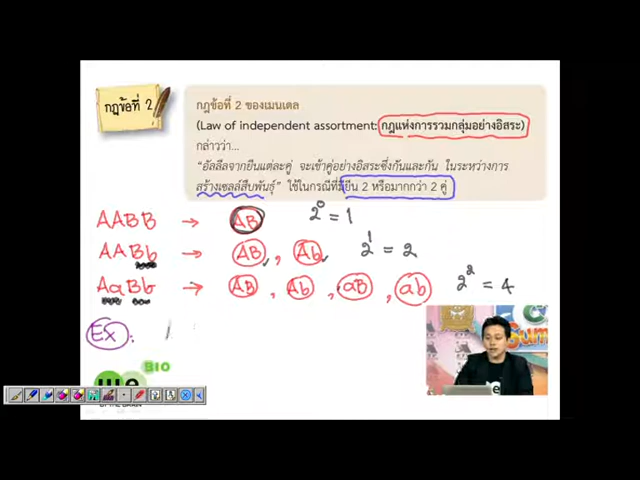 กฎข้อที่ 2
กฎข้อที่ 2 ของเมนเดล
(Law of independent assortment: กฎแห่งการรวมกลุ่มอย่างอิสระ)
กล่าวว่า...
"อัลลีลจากยีนแต่ละคู่ จะเข้าคู่อย่างอิสระซึ่งกันและกัน ในระหว่างการ
สร้างเซลล์สืบพันธุ์" ใช้ในกรณีที่มียีน 2 หรือมากกว่า 2 คู่
AABB → AB 2⁰ = 1
AABb → AB , Ab 2¹ = 2
AaBb → AB , Ab , aB , ab 2² = 4
EX:
BIO
we